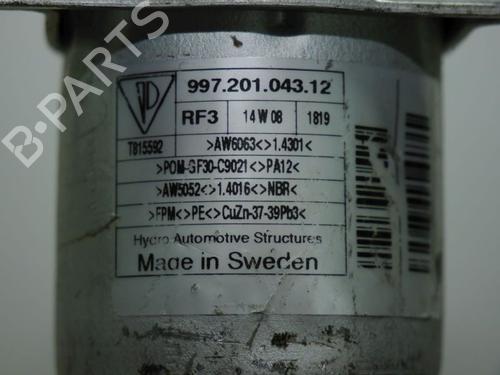 B-PARTS
997.201.043.12
RF3 14 W 08 1819
T815592 >AW6063<>1.4301<
>POM-GF30-C9021<>PA12<
>AW5052<>1.4016<>NBR<
>FPM<>PE<>CuZn-37-39Pb3<
Hydro Automotive Structures
Made in Sweden